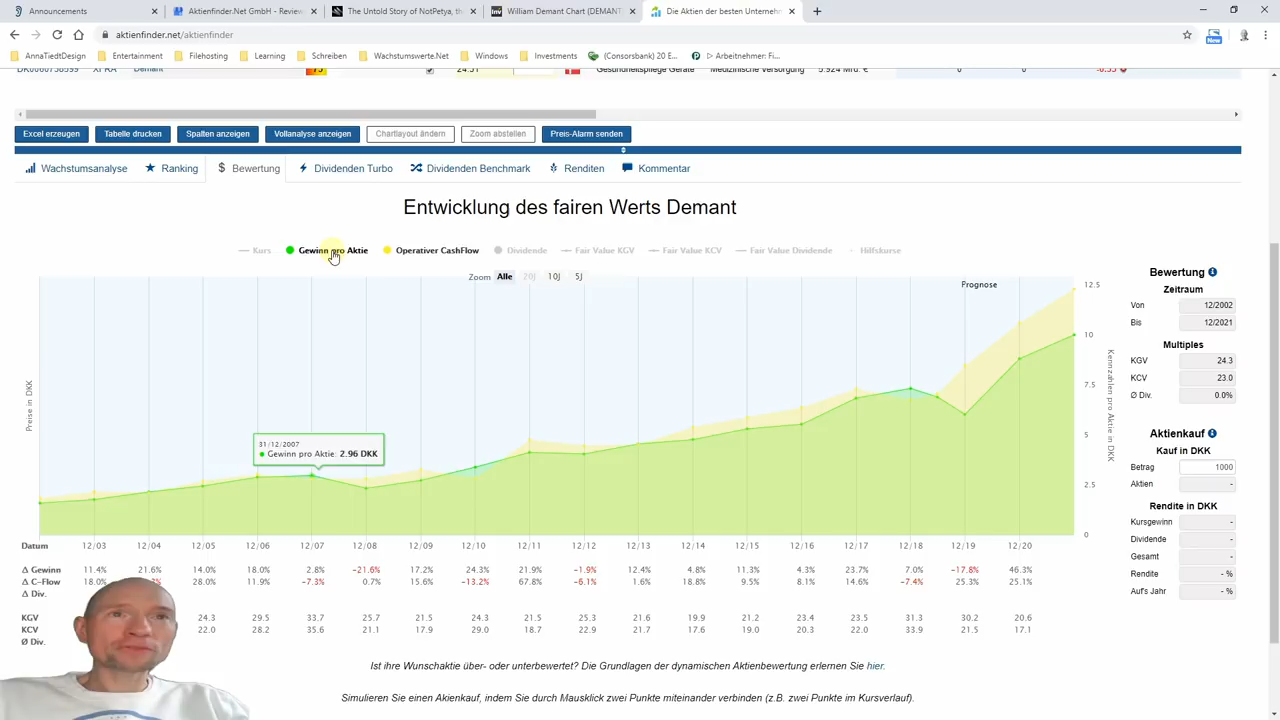 Announcements
Aktienfinder.Net GmbH - Review
The Untold Story of NotPetya, th
William Demant Chart (DEMANT
Die Aktien der besten Unternehm
aktienfinder.net/aktienfinder
New
AnnaTiedtDesign
Entertainment
Filehosting
Learning
Schreiben
Wachstumswerte.Net
Windows
Investments
(Consorsbank) 20 E...
▷ Arbeitnehmer: Fi...
DK0060738599 XFRA Demant 75 24.51 Gesundheitspflege Geräte Medizinische Versorgung 5.924 Mrd. € 0 0
Excel erzeugen
Tabelle drucken
Spalten anzeigen
Vollanalyse anzeigen
Chartlayout ändern
Zoom abstellen
Preis-Alarm senden
Wachstumsanalyse
Ranking
Bewertung
Dividenden Turbo
Dividenden Benchmark
Renditen
Kommentar
Entwicklung des fairen Werts Demant
Kurs
Gewinn pro Aktie
Operativer CashFlow
Dividende
Fair Value KGV
Fair Value KCV
Fair Value Dividende
Hilfskurse
Zoom Alle 20J 10J 5J
Prognose
12.5
10
7.5
5
2.5
0
Preise in DKK
Kennzahlen pro Aktie in DKK
31/12/2007
Gewinn pro Aktie: 2.96 DKK
Datum 12/03 12/04 12/05 12/06 12/07 12/08 12/09 12/10 12/11 12/12 12/13 12/14 12/15 12/16 12/17 12/18 12/19 12/20
Δ Gewinn 11.4% 21.6% 14.0% 18.0% 2.8% -21.6% 17.2% 24.3% 21.9% -1.9% 12.4% 4.8% 11.3% 4.3% 23.7% 7.0% -17.8% 46.3%
Δ C-Flow 18.0% 28.0% 11.9% -7.3% 0.7% 15.6% -13.2% 67.8% -6.1% 1.6% 18.8% 9.5% 8.1% 14.6% -7.4% 25.3% 25.1%
Δ Div.
KGV 24.3 29.5 33.7 25.7 21.5 24.3 21.5 25.3 21.6 19.9 21.2 23.4 23.5 31.3 30.2 20.6
KCV 22.0 28.2 35.6 21.1 17.9 29.0 18.7 22.9 21.7 17.6 19.0 20.3 22.0 33.9 21.5 17.1
Ø Div.
Bewertung
Zeitraum
Von 12/2002
Bis 12/2021
Multiples
KGV 24.3
KCV 23.0
Ø Div. 0.0%
Aktienkauf
Kauf in DKK
Betrag 1000
Aktien -
Rendite in DKK
Kursgewinn -
Dividende -
Gesamt -
Rendite - %
Auf's Jahr - %
Ist ihre Wunschaktie über- oder unterbewertet? Die Grundlagen der dynamischen Aktienbewertung erlernen Sie hier.
Simulieren Sie einen Akienkauf, indem Sie durch Mausklick zwei Punkte miteinander verbinden (z.B. zwei Punkte im Kursverlauf).